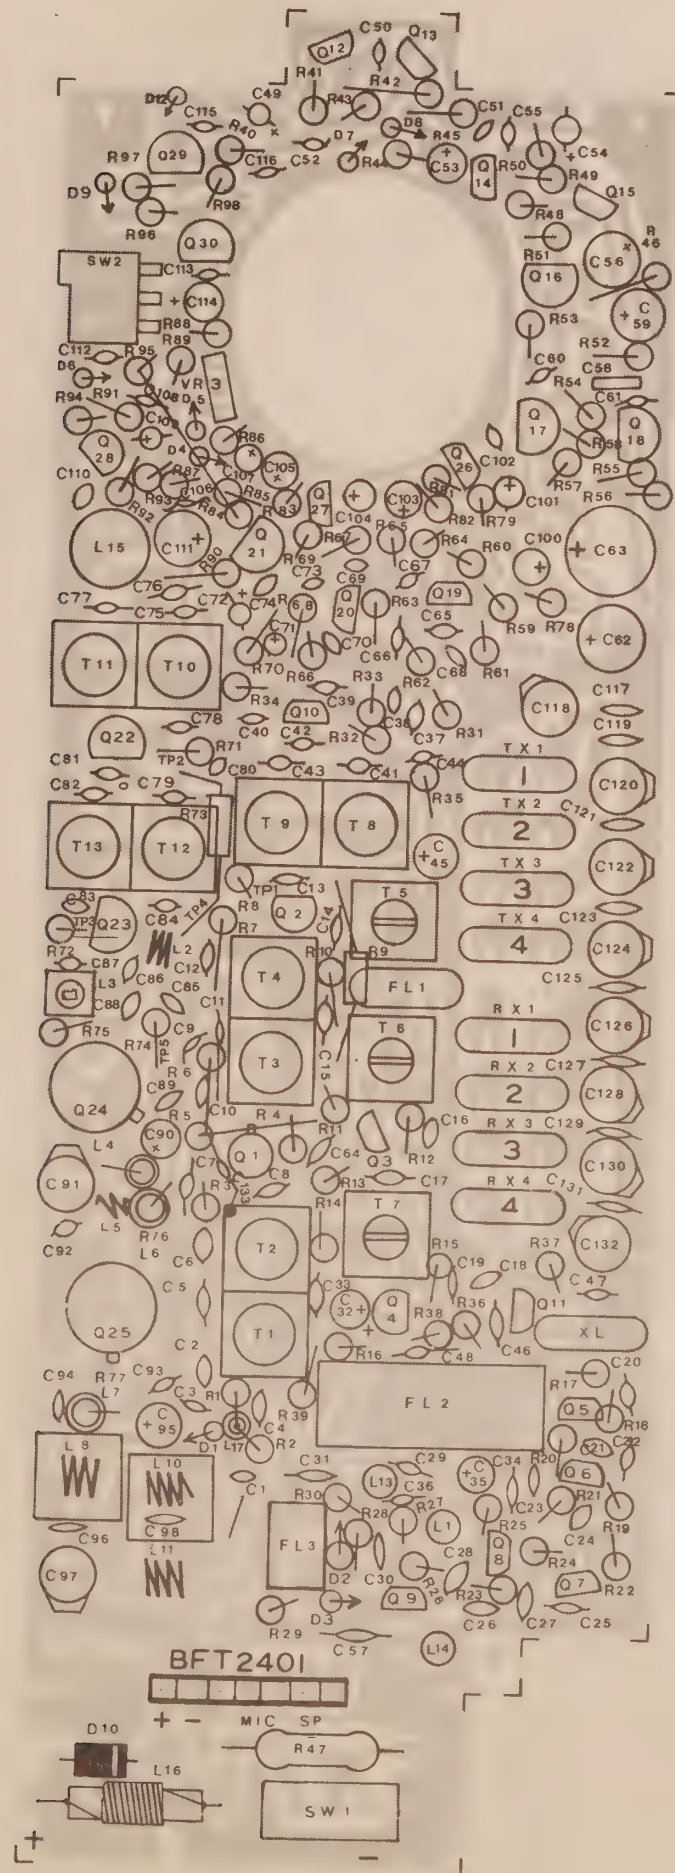 C50
Q12
Q13
R41
R42
D12
C49
R43
C51
C55
C115
R40
D7
D8
R45
Q29
R97
C116
C52
R44
C53
Q14
R50
C54
D9
R49
Q15
R98
R96
R48
Q30
R51
C56
R46
SW2
C113
Q16
C114
C59
R88
R89
R53
R52
C112
R95
C60
C58
D6
VR3
R54
C61
R94
R91
C108
D5
C109
R86
Q17
R58
Q18
Q28
D4
Q26
C102
R55
C110
R87
C107
C105
R81
R57
R93
C106
R85
R83
Q27
C104
C103
R82
R79
C101
R56
R92
R84
L15
C111
Q21
R67
R65
R64
C100
C63
R69
R90
C73
C69
C67
R60
C77
C76
C75
C72
C74
R68
Q20
R63
Q19
R59
R78
C71
C65
C62
T11
T10
R70
R66
C70
C66
R62
C68
R61
R34
C39
R33
C117
C78
C40
Q10
C38
C37
R31
C118
C119
Q22
C42
R32
TP2
R71
C81
C80
C43
C41
C44
TX1
1
C120
C82
C79
R35
R73
TX2
2
C121
T13
T12
T9
T8
C45
TX3
3
C122
R8
TP1
C13
T5
C83
TP3
Q23
C84
TP4
R7
Q2
C14
TX4
4
C123
C124
R72
C87
L2
C12
R10
R9
L3
C86
C85
T4
FL1
C125
C88
C11
RX1
1
C126
R75
R74
TP5
C9
T6
R6
T3
C15
RX2
2
C127
C128
Q24
C89
C10
R11
R5
R4
C16
RX3
3
C129
L4
C90
Q1
C64
Q3
R12
C130
C91
C7
R3
C133
C8
R13
C17
RX4
4
C131
L5
R76
L6
R14
T7
C92
C6
T2
R15
R37
C132
C5
C33
C19
C18
C47
Q25
C32
Q4
R38
R36
Q11
C2
T1
C46
XL
R16
C48
C94
R77
L7
C93
C3
R1
R39
FL2
R17
C20
C95
C4
Q5
R18
L8
D1
L17
R2
L10
C31
C29
C34
R20
C21
C22
C1
R30
L13
C36
C35
Q6
C98
R28
R27
L1
C23
R21
C96
R25
C24
R19
L11
FL3
Q8
R24
C97
D2
C30
R26
C28
R23
Q7
R22
D3
Q9
C26
C27
C25
R29
C57
L14
BFT2401
+ - MIC SP
D10
R47
L16
SW1
+
-